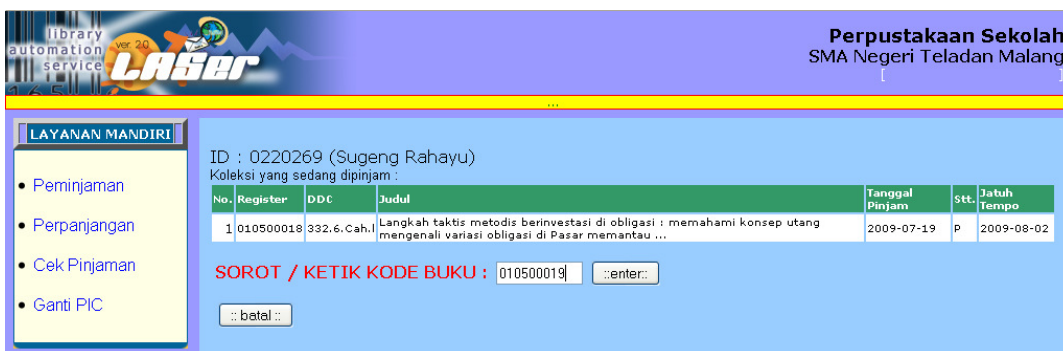 library
automation
service
ver. 2.0
LASer
Perpustakaan Sekolah
SMA Negeri Teladan Malang
[ ]
...
LAYANAN MANDIRI
• Peminjaman
• Perpanjangan
• Cek Pinjaman
• Ganti PIC
ID : 0220269 (Sugeng Rahayu)
Koleksi yang sedang dipinjam :
No. Register DDC Judul Tanggal Pinjam Stt. Jatuh Tempo
1 010500018 332.6.Cah.l Langkah taktis metodis berinvestasi di obligasi : memahami konsep utang
mengenali variasi obligasi di Pasar memantau ... 2009-07-19 P 2009-08-02
SOROT / KETIK KODE BUKU : 010500019 ::enter::
:: batal ::